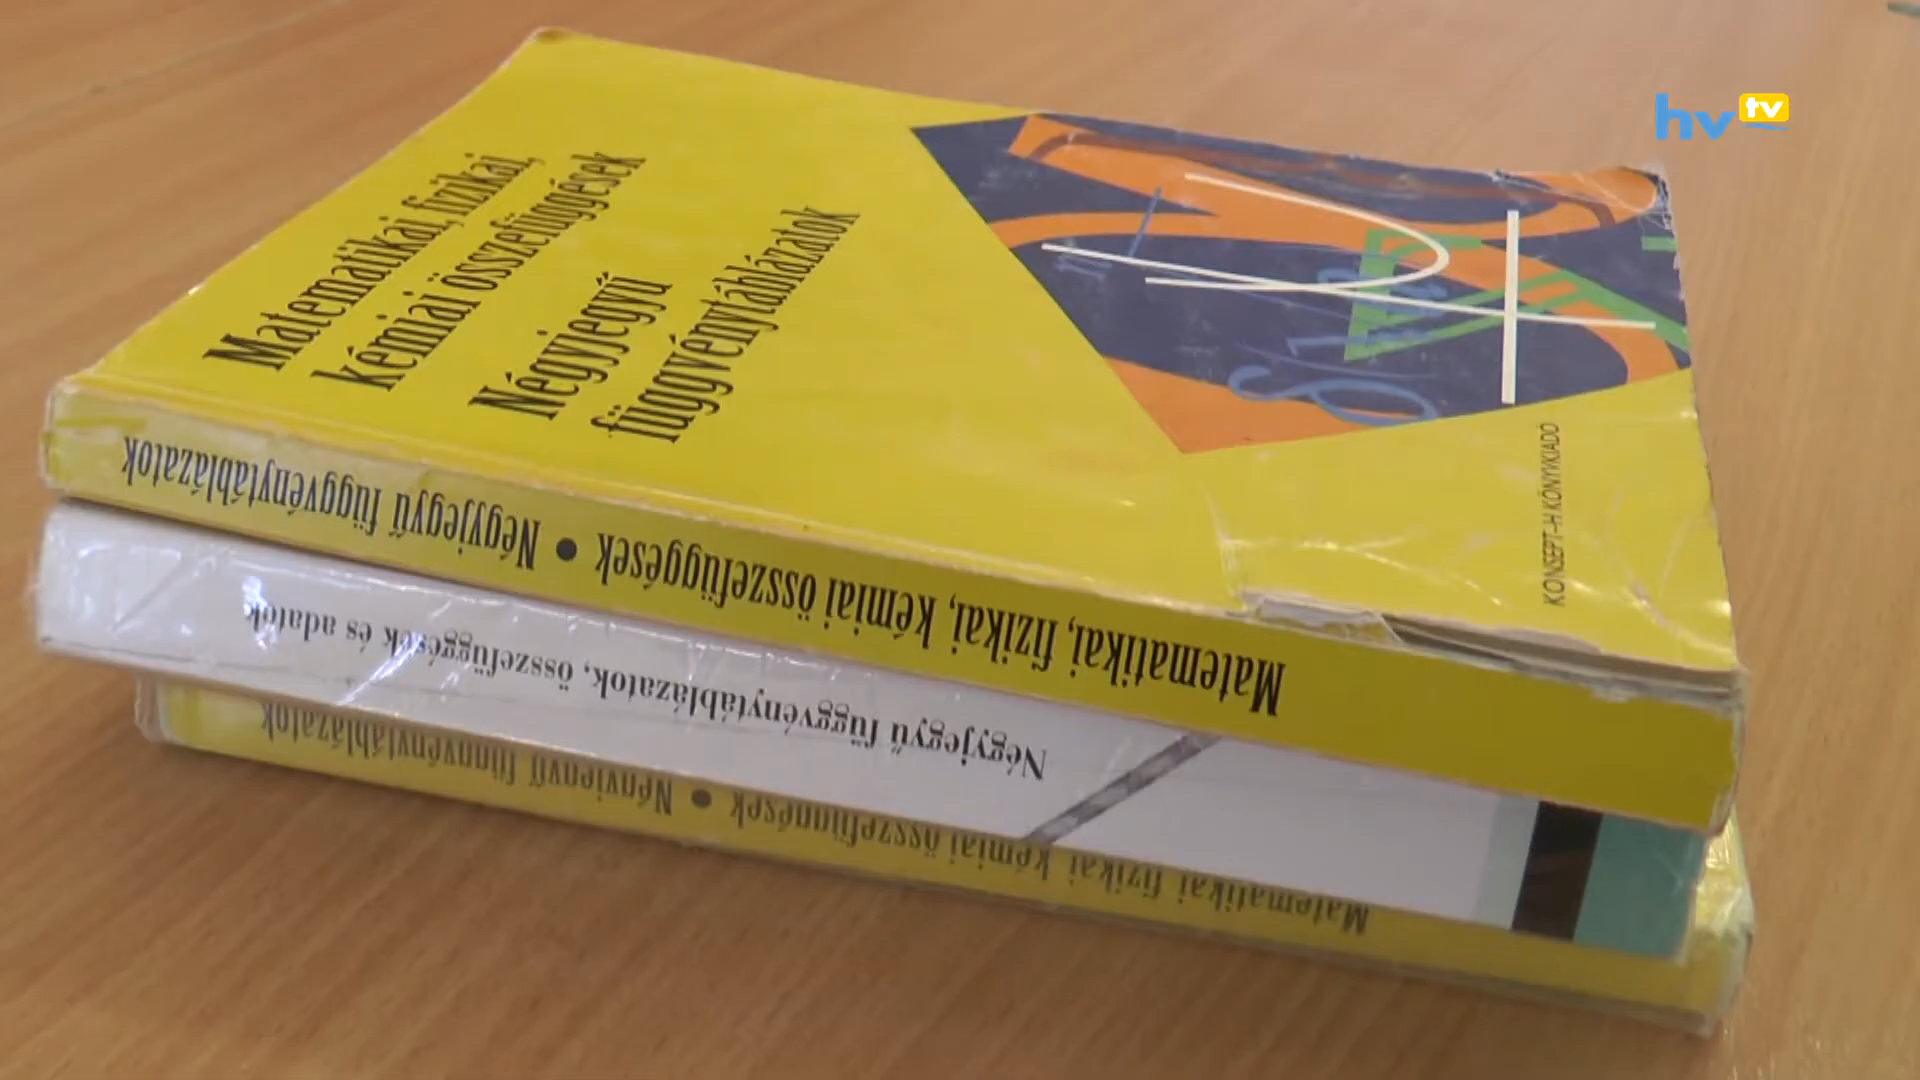 hv tv
Matematikai, fizikai,
kémiai összefüggések
Négyjegyű
függvénytáblázatok
KONSEPT-H KÖNYVKIADÓ
Matematikai, fizikai, kémiai összefüggések • Négyjegyű függvénytáblázatok
Négyjegyű függvénytáblázatok, összefüggések és adatok
Matematikai, fizikai, kémiai összefüggések • Négyjegyű függvénytáblázatok